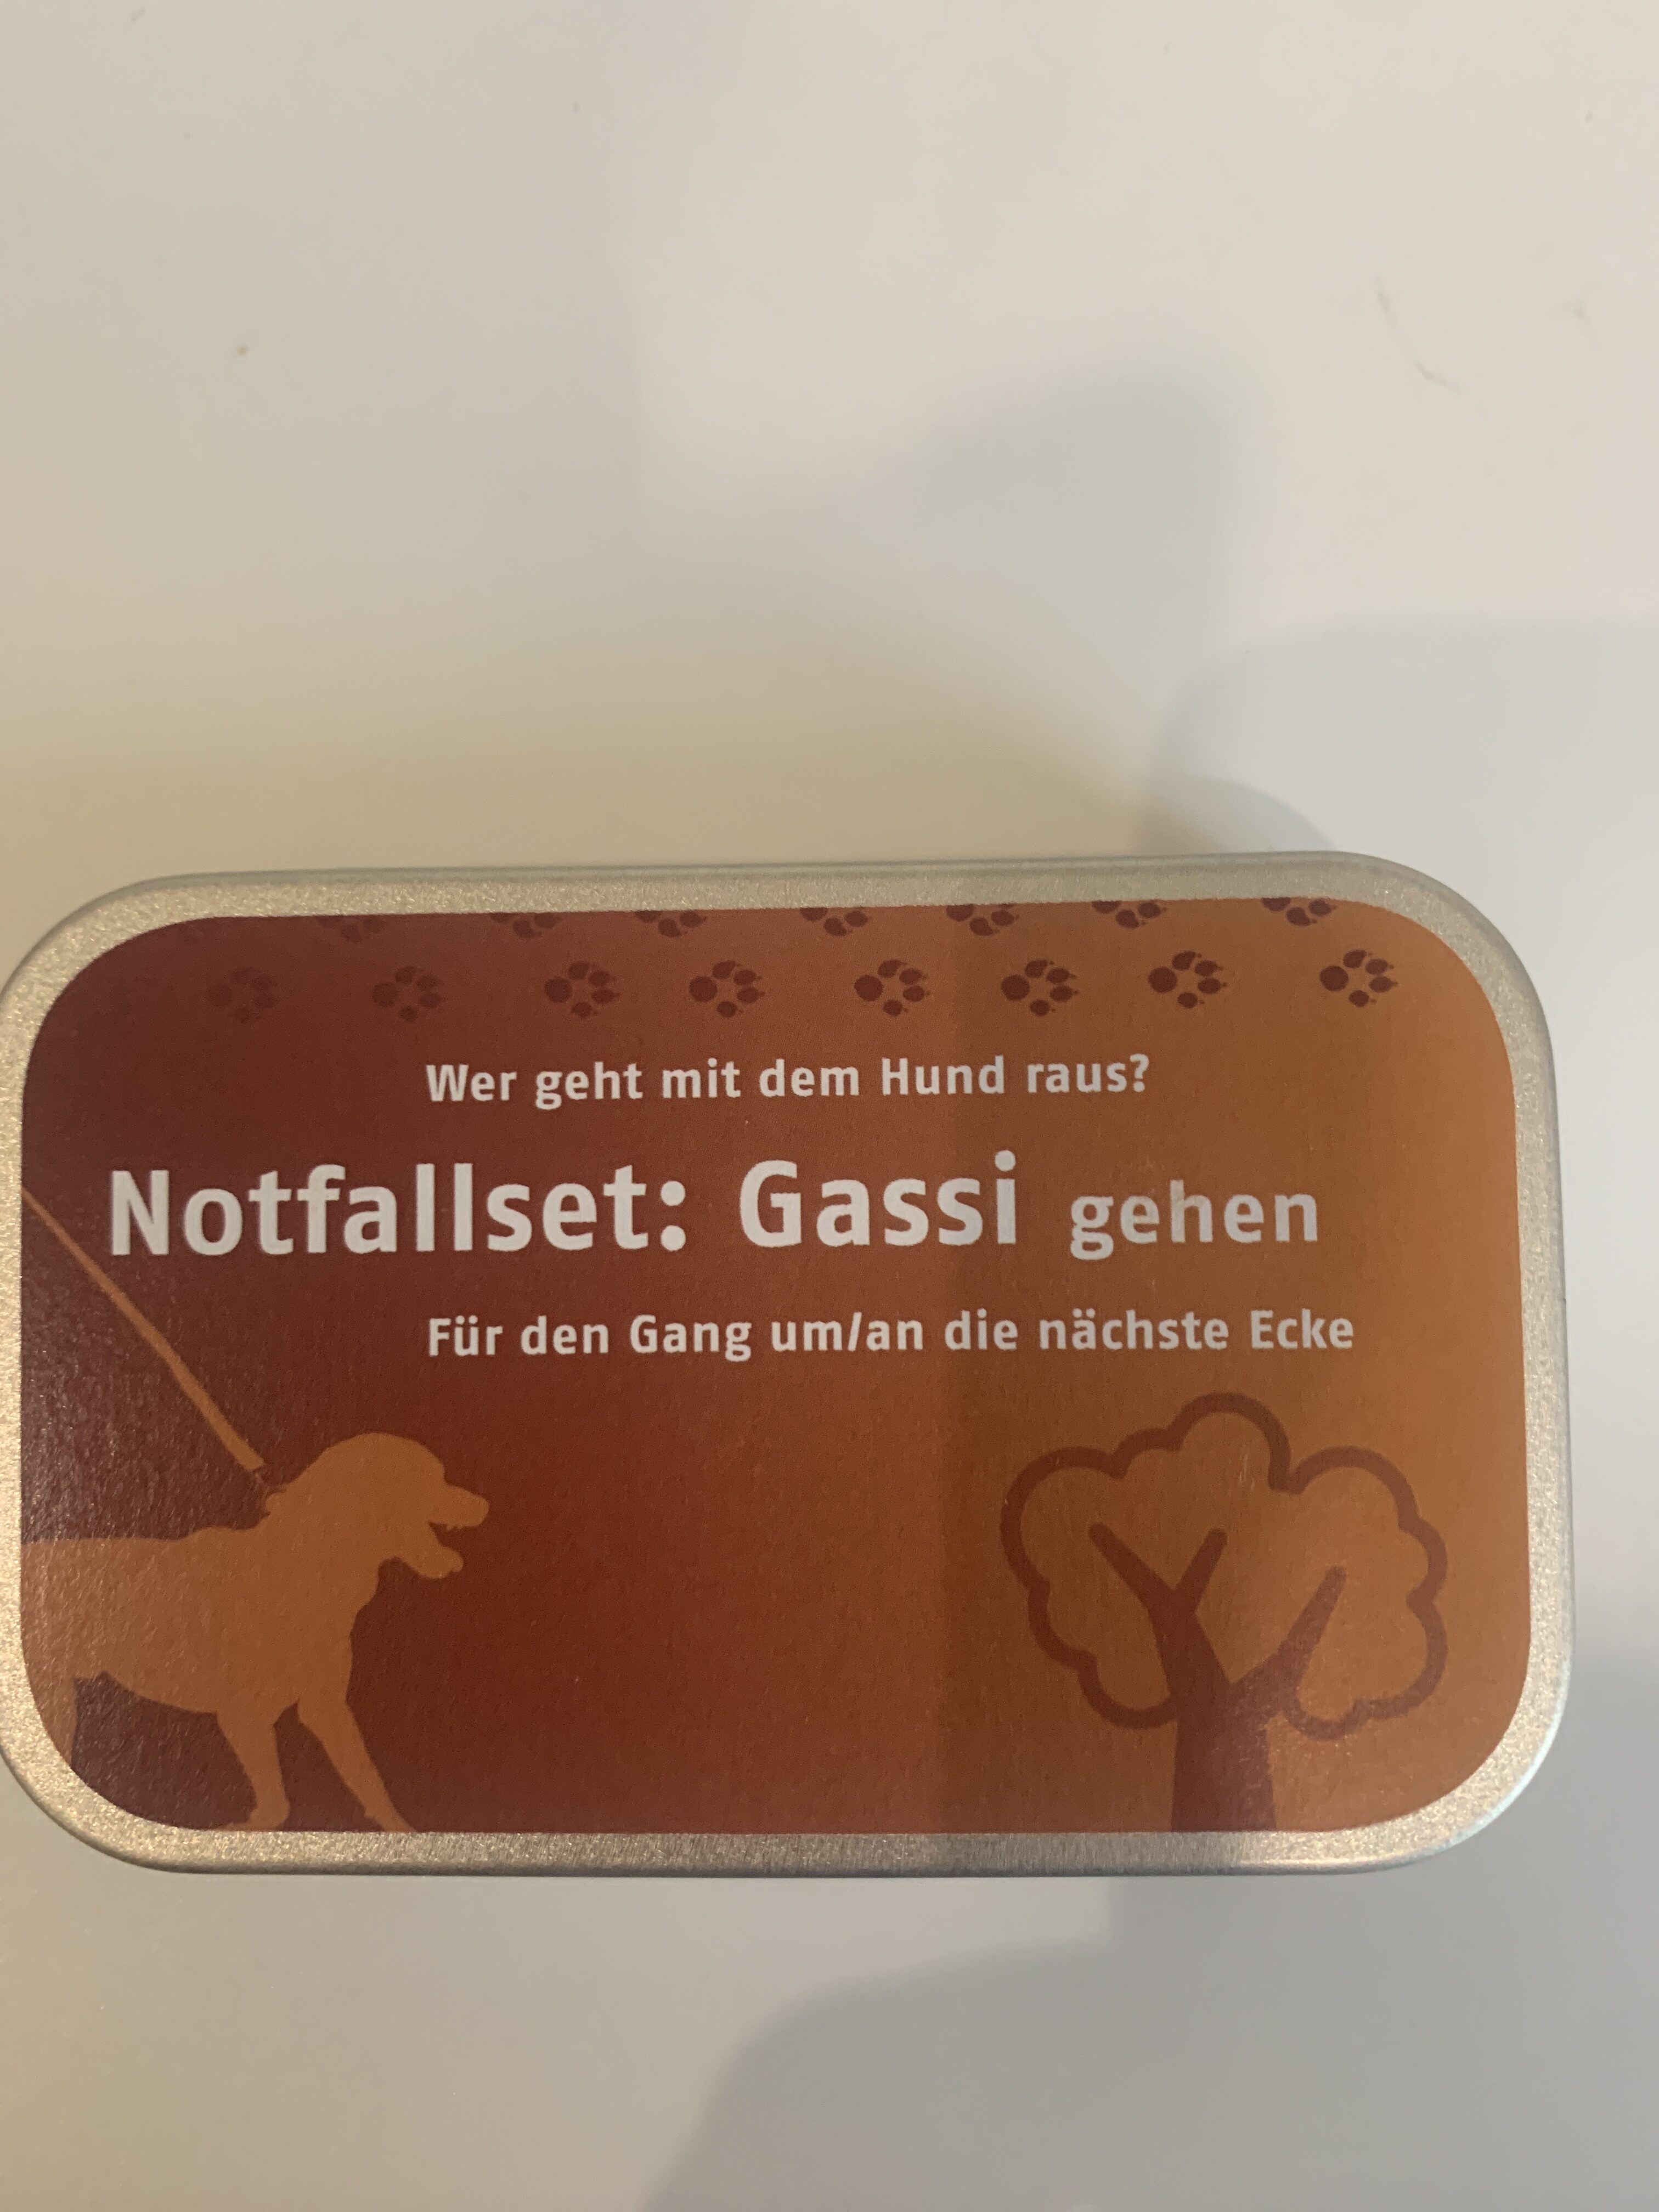 Wer geht mit dem Hund raus?
Notfallset: Gassi gehen
Für den Gang um/an die nächste Ecke